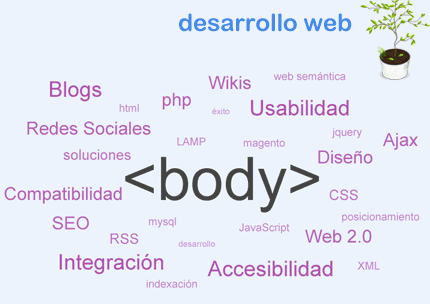 desarrollo web
web semántica
Wikis
Blogs
php
html
éxito
Usabilidad
Redes Sociales
jquery
LAMP
magento
Ajax
soluciones
Diseño
<body>
Compatibilidad
CSS
posicionamiento
SEO
mysql
JavaScript
RSS
Web 2.0
desarrollo
Integración
Accesibilidad
XML
indexación